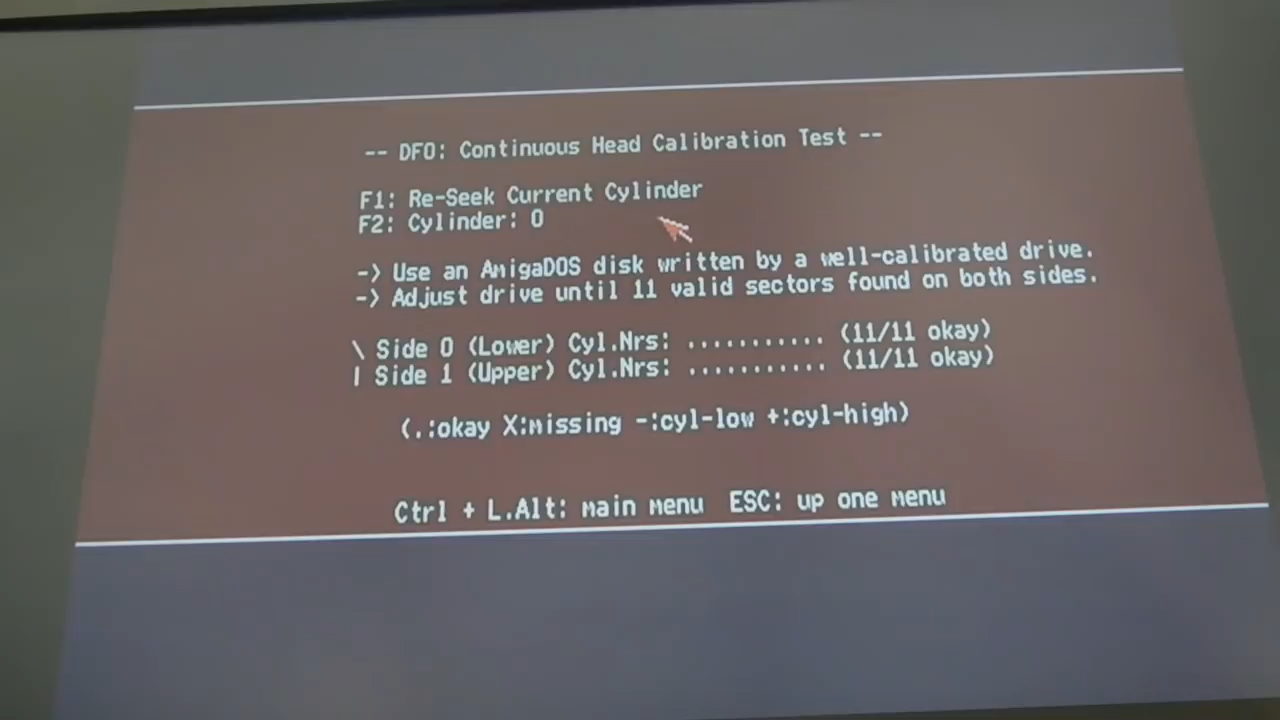 -- DF0: Continuous Head Calibration Test --
F1: Re-Seek Current Cylinder
F2: Cylinder: 0
-> Use an AmigaDOS disk written by a well-calibrated drive.
-> Adjust drive until 11 valid sectors found on both sides.
\ Side 0 (Lower) Cyl.Nrs: ........... (11/11 okay)
| Side 1 (Upper) Cyl.Nrs: ........... (11/11 okay)
(.:okay X:missing -:cyl-low +:cyl-high)
Ctrl + L.Alt: main menu ESC: up one menu